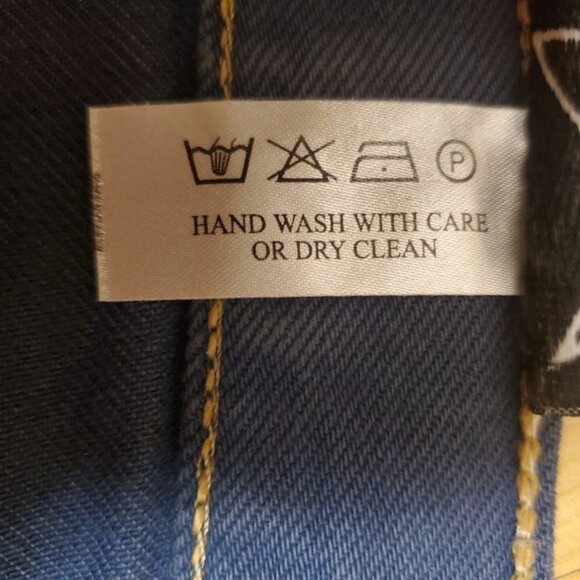 P
HAND WASH WITH CARE
OR DRY CLEAN